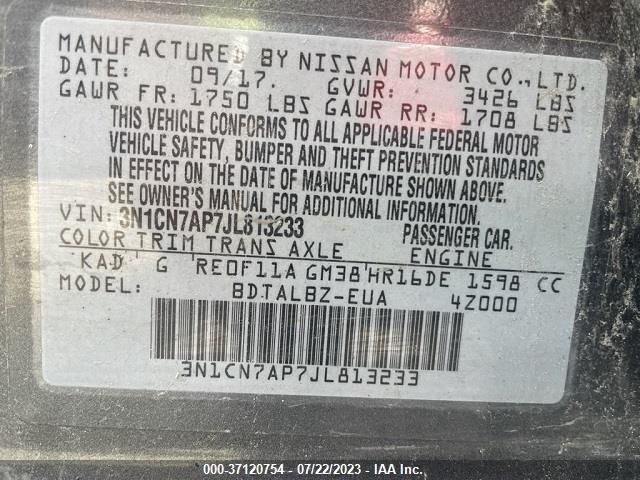 MANUFACTURED BY NISSAN MOTOR CO., LTD.
DATE: 09/17. GVWR: 3426 LBS
GAWR FR: 1750 LBS GAWR RR: 1708 LBS
THIS VEHICLE CONFORMS TO ALL APPLICABLE FEDERAL MOTOR
VEHICLE SAFETY, BUMPER AND THEFT PREVENTION STANDARDS
IN EFFECT ON THE DATE OF MANUFACTURE SHOWN ABOVE.
SEE OWNER'S MANUAL FOR ADDITIONAL INFORMATION.
VIN: 3N1CN7AP7JL813233 PASSENGER CAR.
COLOR TRIM TRANS AXLE ENGINE
KAD G RE0F11A GM38 HR16DE 1598 CC
MODEL: BDTALBZ-EUA 4Z000
3N1CN7AP7JL813233
000-37120754 - 07/22/2023 - IAA Inc.